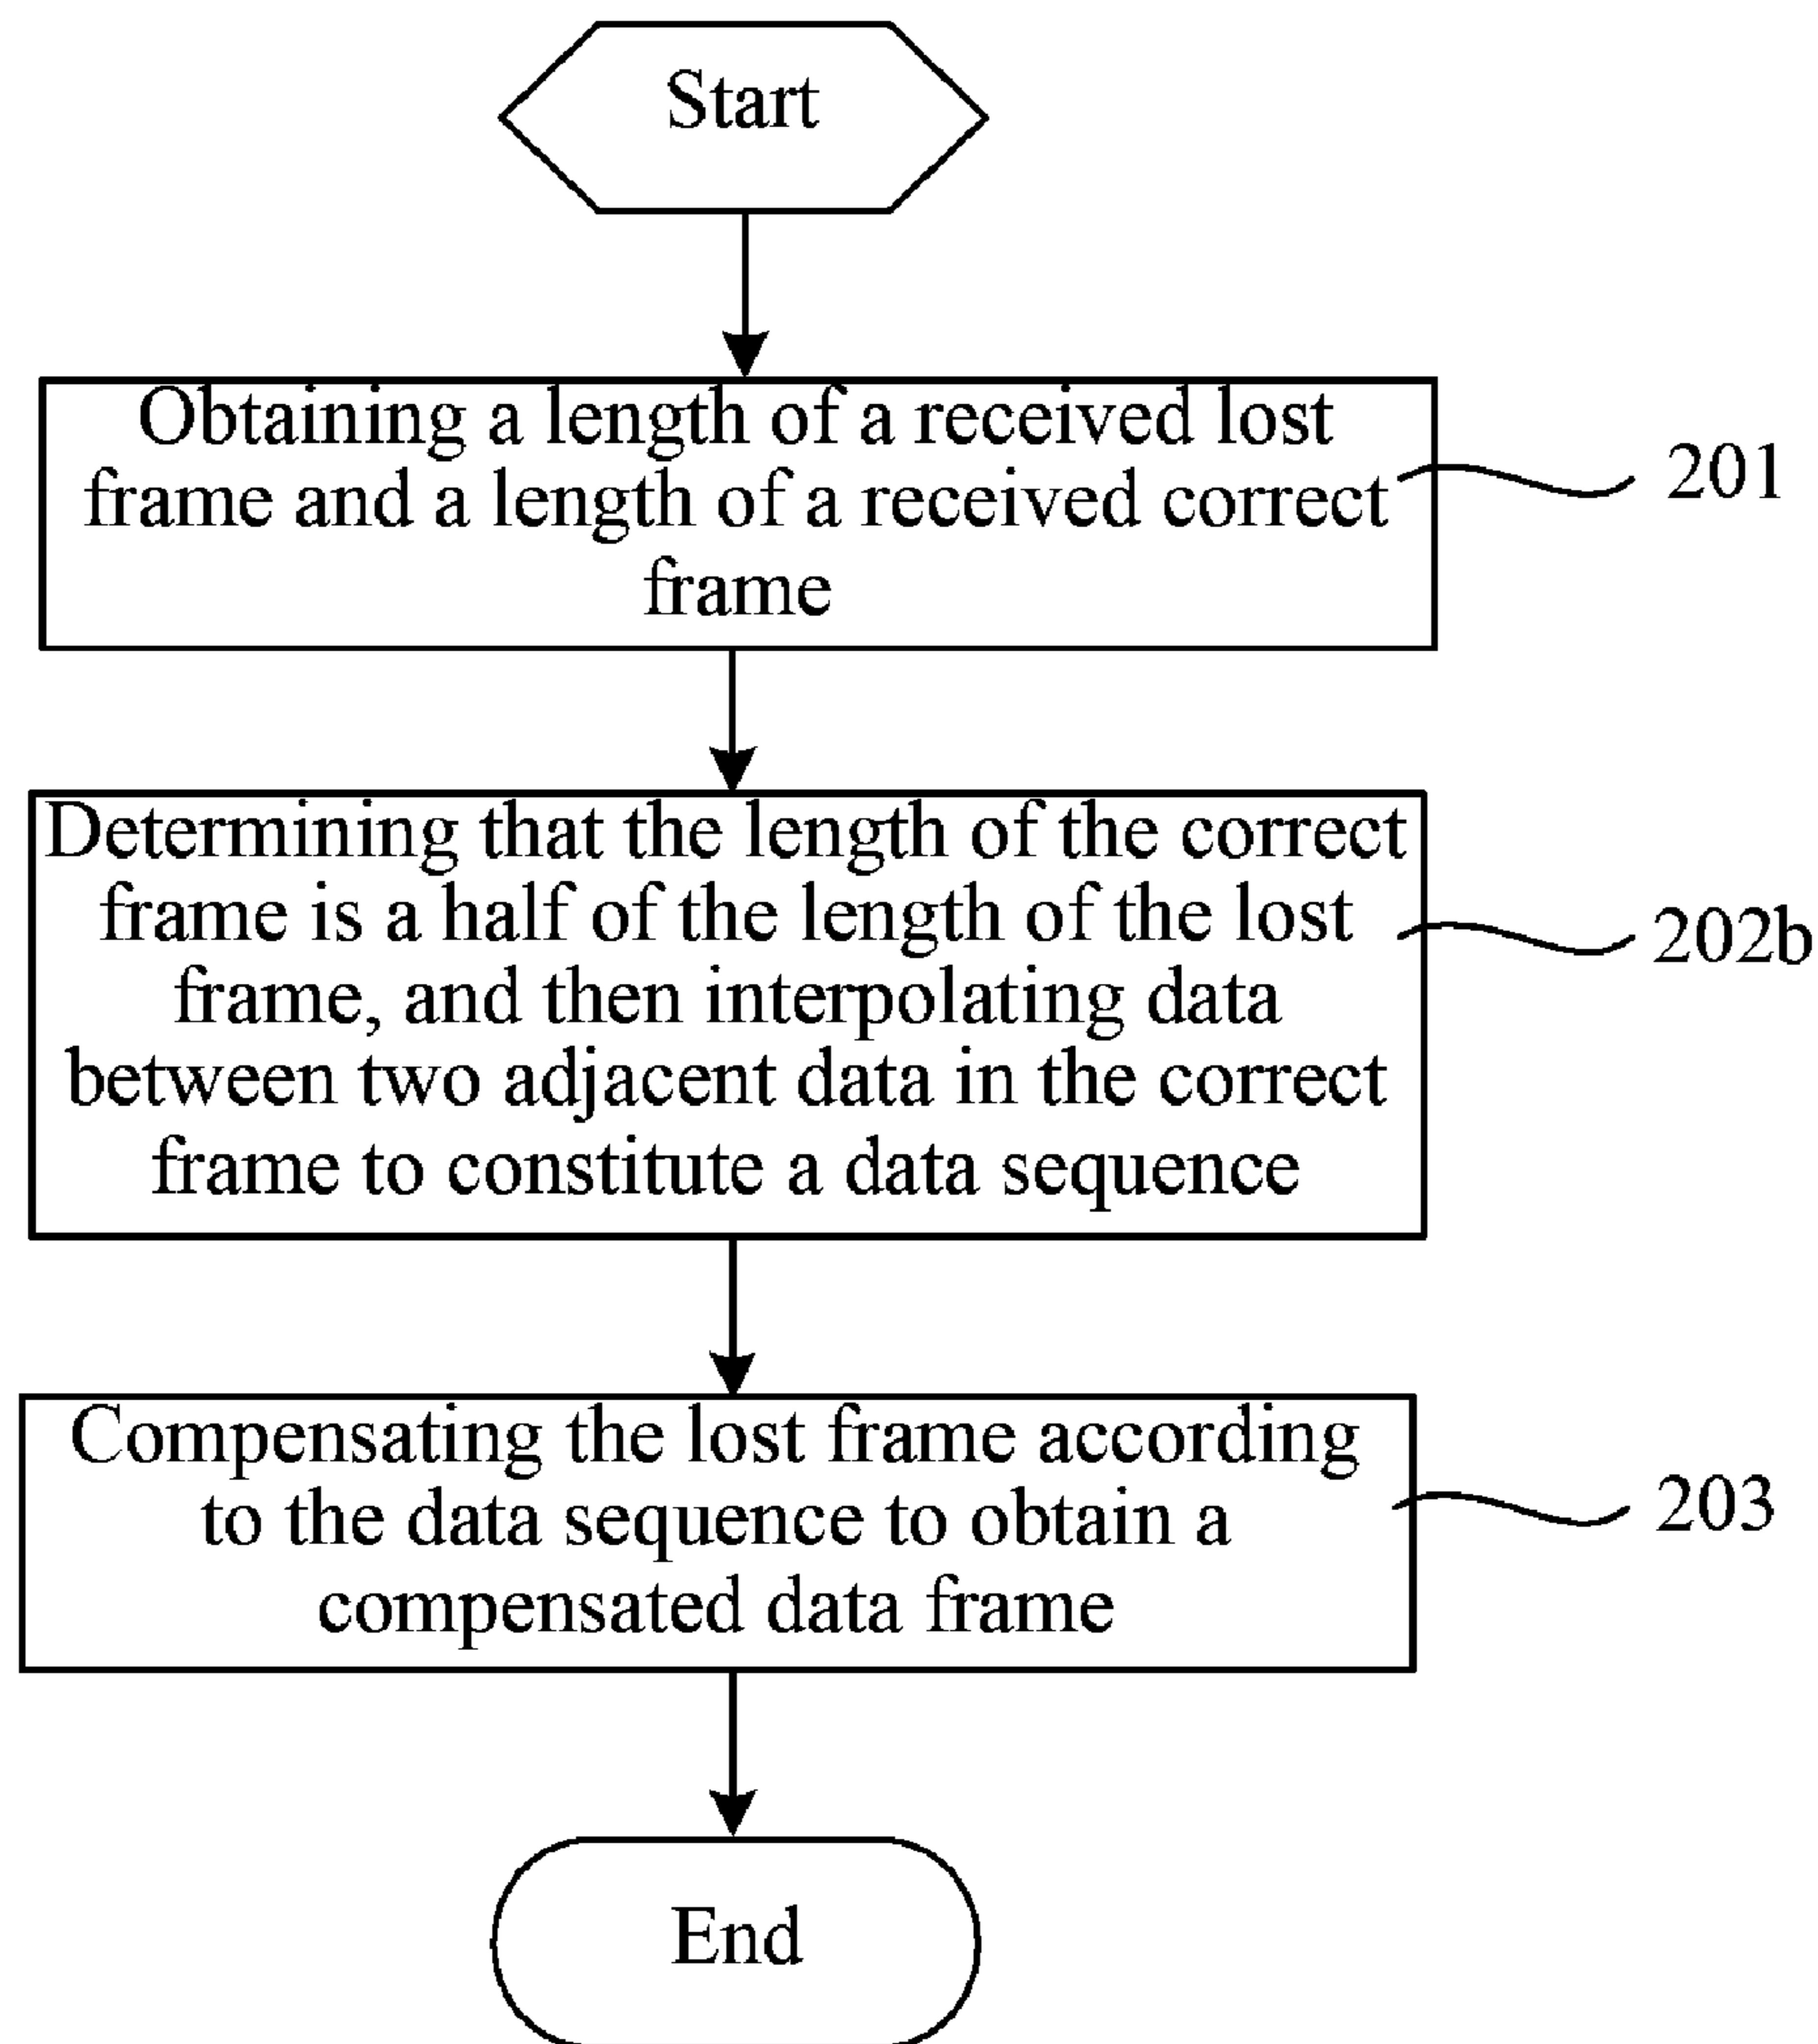 Start
Obtaining a length of a received lost
frame and a length of a received correct
frame
201
Determining that the length of the correct
frame is a half of the length of the lost
frame, and then interpolating data
between two adjacent data in the correct
frame to constitute a data sequence
202b
Compensating the lost frame according
to the data sequence to obtain a
compensated data frame
203
End